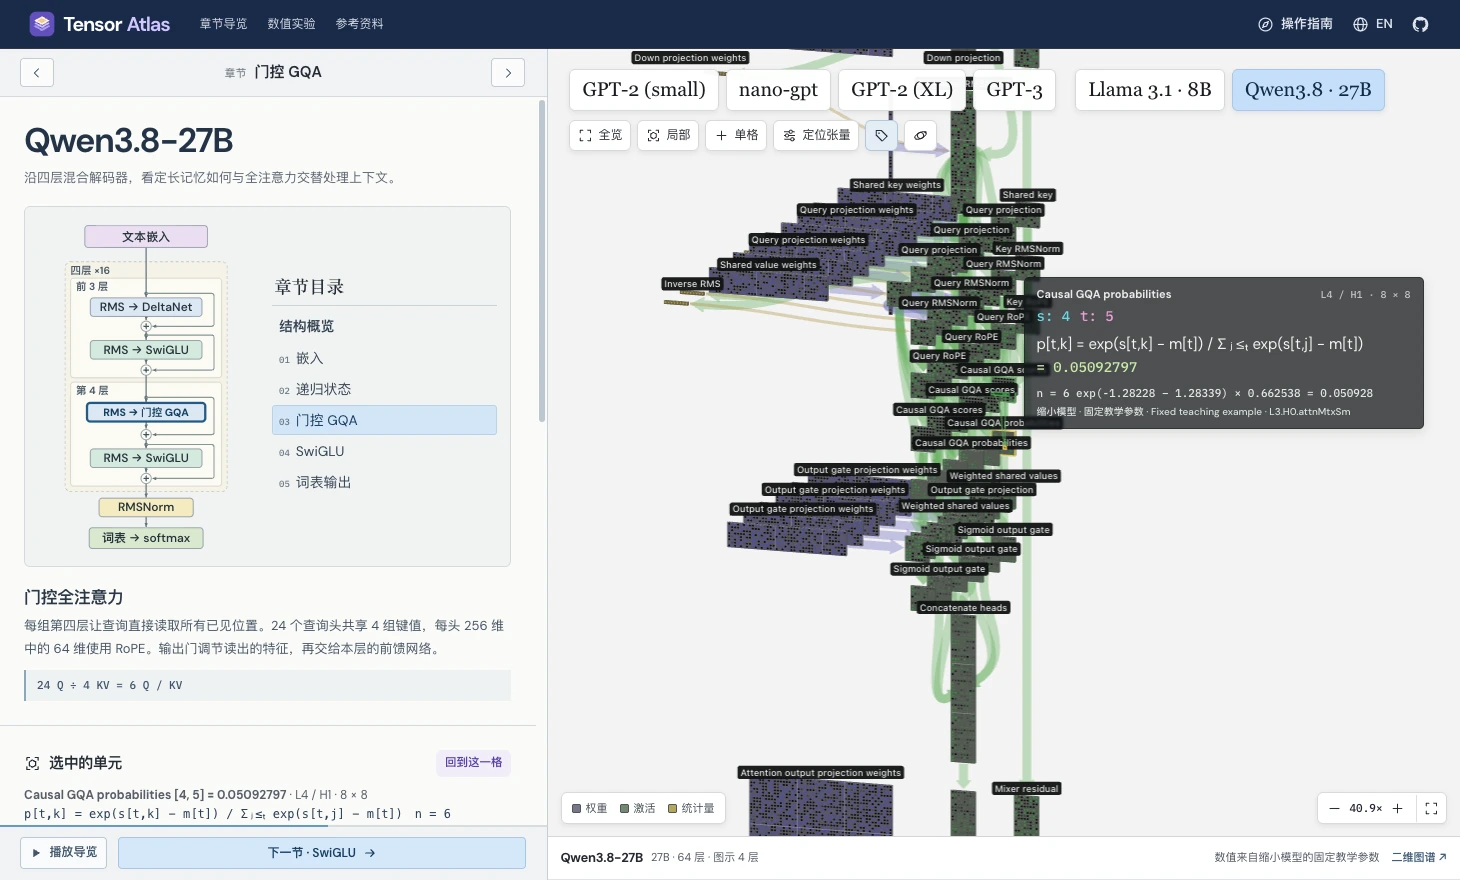 Tensor Atlas
章节导览
数值实验
参考资料
操作指南
EN
章节 门控 GQA
Qwen3.8-27B
沿四层混合解码器，看定长记忆如何与全注意力交替处理上下文。
文本嵌入
四层 ×16
前 3 层
RMS → DeltaNet
RMS → SwiGLU
第 4 层
RMS → 门控 GQA
RMS → SwiGLU
RMSNorm
词表 → softmax
章节目录
结构概览
01 嵌入
02 递归状态
03 门控 GQA
04 SwiGLU
05 词表输出
门控全注意力
每组第四层让查询直接读取所有已见位置。24 个查询头共享 4 组键值，每头 256 维
中的 64 维使用 RoPE。输出门调节读出的特征，再交给本层的前馈网络。
24 Q ÷ 4 KV = 6 Q / KV
选中的单元
回到这一格
Causal GQA probabilities [4, 5] = 0.05092797 · L4 / H1 · 8 × 8
p[t,k] = exp(s[t,k] − m[t]) / Σⱼ≤ₜ exp(s[t,j] − m[t]) n = 6
播放导览
下一节 · SwiGLU →
Down projection weights
Down projection
GPT-2 (small)
nano-gpt
GPT-2 (XL)
GPT-3
Llama 3.1 · 8B
Qwen3.8 · 27B
全览
局部
单格
定位张量
Shared key weights
Shared key
Query projection weights
Query projection
Query projection
Query projection weights
Query projection
Key RMSNorm
Shared value weights
Query RMSNorm
Inverse RMS
Query RMSNorm
Query RMSNorm
Key
Query RoP
Query RoPE
Query RoPE
Causal GQA s
Causal GQA scores
Causal GQA scores
Causal GQA prob
Causal GQA probabilities
Causal GQA probabilities
L4 / H1 · 8 × 8
s: 4 t: 5
p[t,k] = exp(s[t,k] − m[t]) / Σ ⱼ ≤ₜ exp(s[t,j] − m[t])
= 0.05092797
n = 6 exp(-1.28228 − 1.28339) × 0.662538 = 0.050928
缩小模型 · 固定教学参数 · Fixed teaching example · L3.H0.attnMtxSm
Output gate projection weights
Weighted shared values
Output gate projection weights
Output gate projection
Output gate projection weights
Weighted shared values
Sigmoid output gate
Sigmoid output gate
Sigmoid output gate
Concatenate heads
Attention output projection weights
Mixer residual
权重
激活
统计量
40.9×
Qwen3.8-27B 27B · 64 层 · 图示 4 层
数值来自缩小模型的固定教学参数
二维图谱 ↗